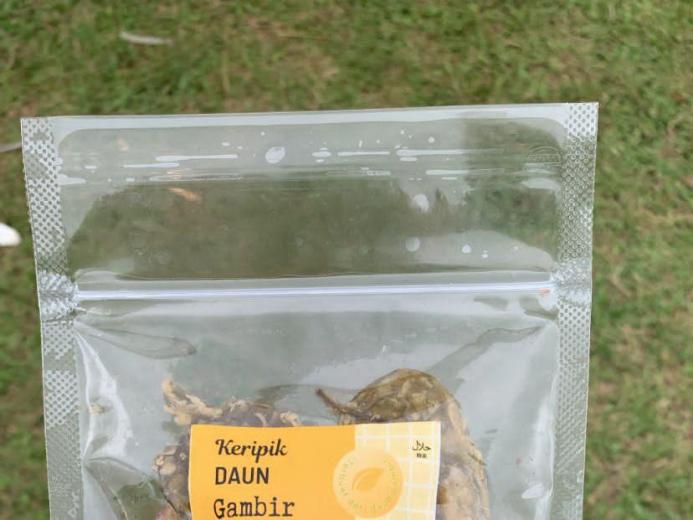 Keripik
DAUN
Gambir
حلال